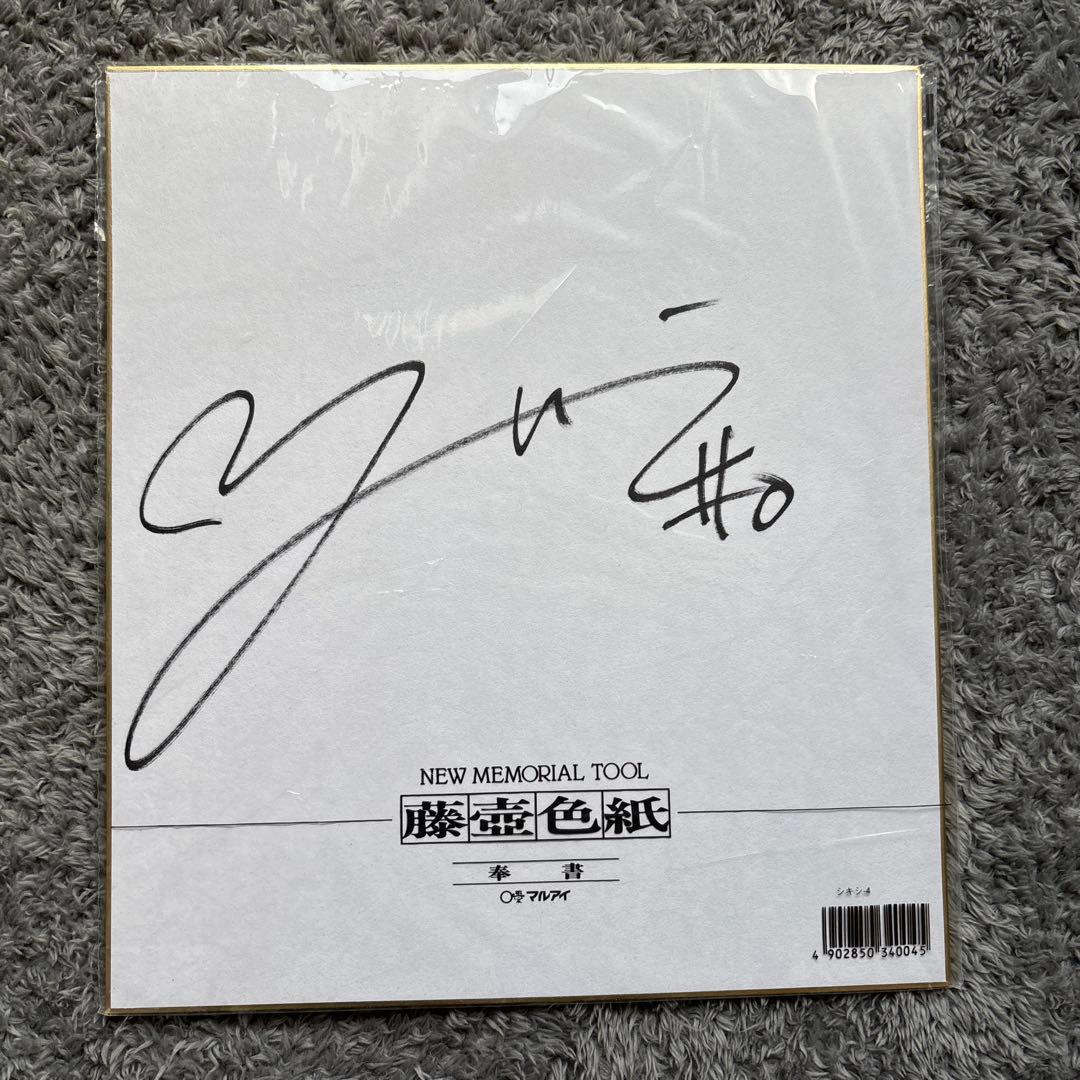 #0
NEW MEMORIAL TOOL
藤壺色紙
奉書
マルアイ
シキシ-4
4 902850 340045